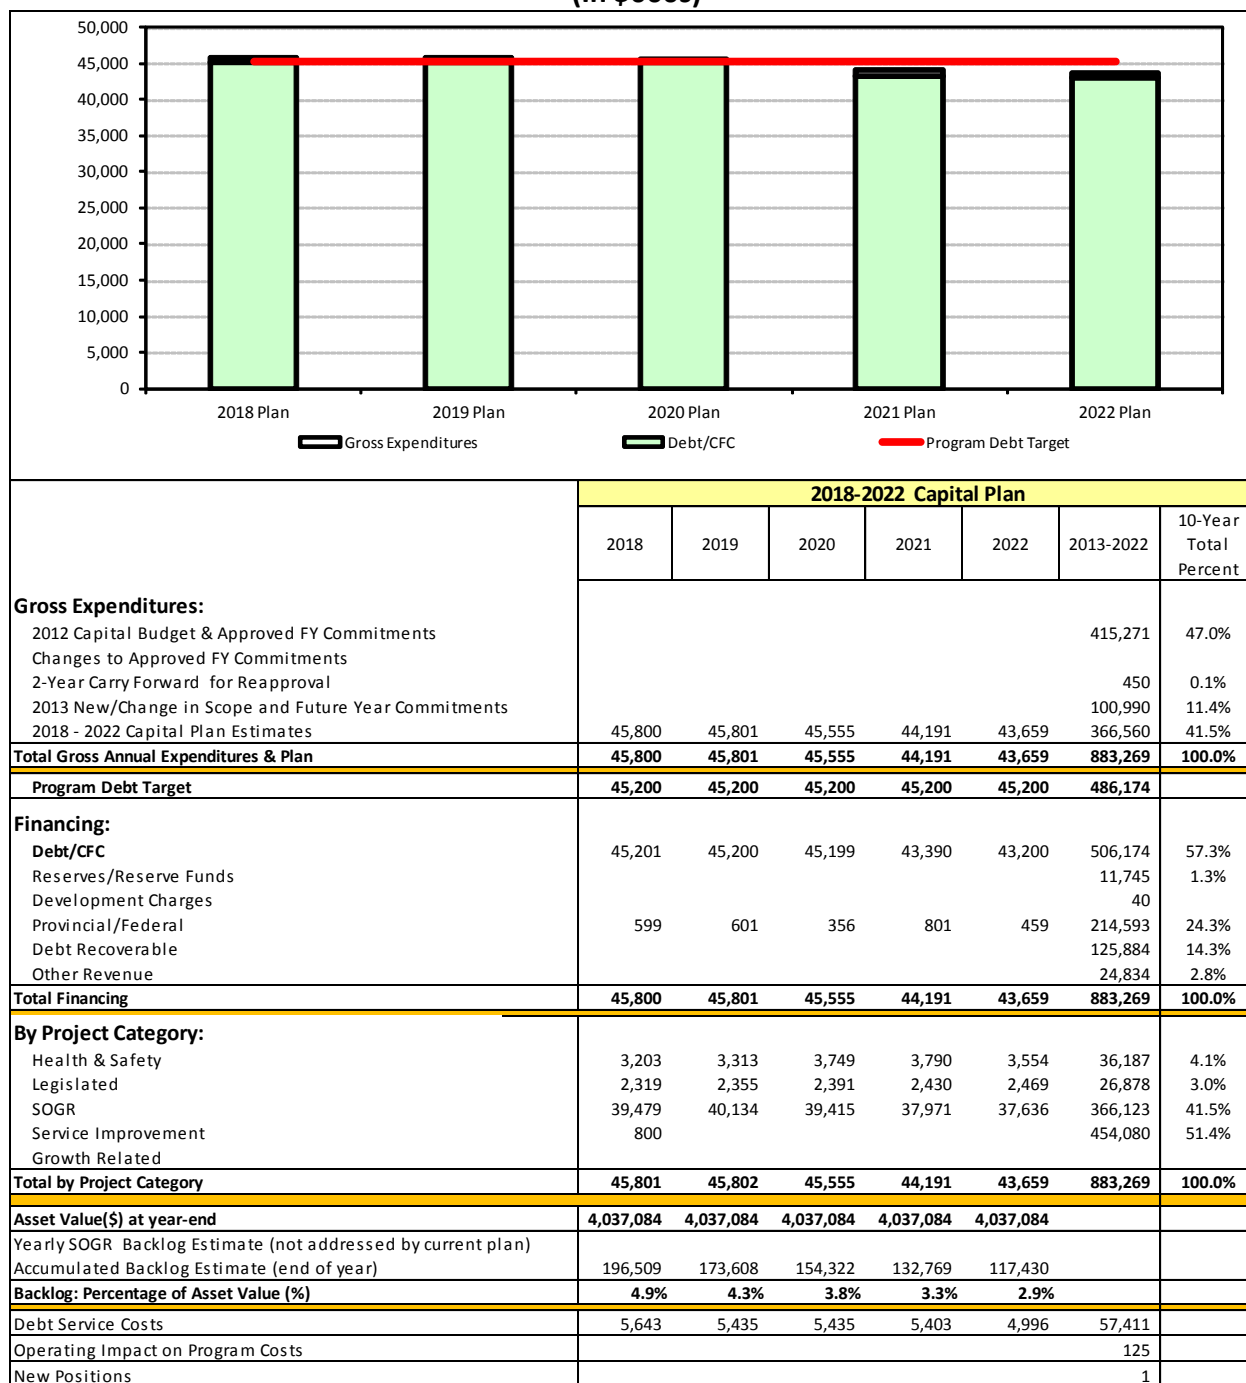 50,000
45,000
40,000
35,000
30,000
25,000
20,000
15,000
10,000
5,000
0
2018 Plan 2019 Plan 2020 Plan 2021 Plan 2022 Plan
Gross Expenditures Debt/CFC Program Debt Target
2018-2022 Capital Plan
2018 2019 2020 2021 2022 2013-2022 10-Year Total Percent
Gross Expenditures:
2012 Capital Budget & Approved FY Commitments 415,271 47.0%
Changes to Approved FY Commitments
2-Year Carry Forward for Reapproval 450 0.1%
2013 New/Change in Scope and Future Year Commitments 100,990 11.4%
2018 - 2022 Capital Plan Estimates 45,800 45,801 45,555 44,191 43,659 366,560 41.5%
Total Gross Annual Expenditures & Plan 45,800 45,801 45,555 44,191 43,659 883,269 100.0%
Program Debt Target 45,200 45,200 45,200 45,200 45,200 486,174
Financing:
Debt/CFC 45,201 45,200 45,199 43,390 43,200 506,174 57.3%
Reserves/Reserve Funds 11,745 1.3%
Development Charges 40
Provincial/Federal 599 601 356 801 459 214,593 24.3%
Debt Recoverable 125,884 14.3%
Other Revenue 24,834 2.8%
Total Financing 45,800 45,801 45,555 44,191 43,659 883,269 100.0%
By Project Category:
Health & Safety 3,203 3,313 3,749 3,790 3,554 36,187 4.1%
Legislated 2,319 2,355 2,391 2,430 2,469 26,878 3.0%
SOGR 39,479 40,134 39,415 37,971 37,636 366,123 41.5%
Service Improvement 800 454,080 51.4%
Growth Related
Total by Project Category 45,801 45,802 45,555 44,191 43,659 883,269 100.0%
Asset Value($) at year-end 4,037,084 4,037,084 4,037,084 4,037,084 4,037,084
Yearly SOGR Backlog Estimate (not addressed by current plan)
Accumulated Backlog Estimate (end of year) 196,509 173,608 154,322 132,769 117,430
Backlog: Percentage of Asset Value (%) 4.9% 4.3% 3.8% 3.3% 2.9%
Debt Service Costs 5,643 5,435 5,435 5,403 4,996 57,411
Operating Impact on Program Costs 125
New Positions 1